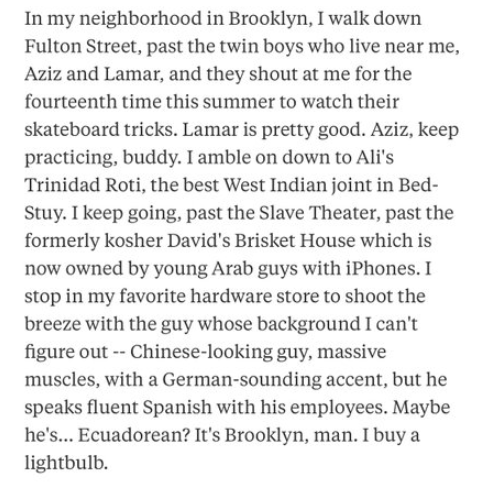 In my neighborhood in Brooklyn, I walk down
Fulton Street, past the twin boys who live near me,
Aziz and Lamar, and they shout at me for the
fourteenth time this summer to watch their
skateboard tricks. Lamar is pretty good. Aziz, keep
practicing, buddy. I amble on down to Ali's
Trinidad Roti, the best West Indian joint in Bed-
Stuy. I keep going, past the Slave Theater, past the
formerly kosher David's Brisket House which is
now owned by young Arab guys with iPhones. I
stop in my favorite hardware store to shoot the
breeze with the guy whose background I can't
figure out -- Chinese-looking guy, massive
muscles, with a German-sounding accent, but he
speaks fluent Spanish with his employees. Maybe
he's... Ecuadorean? It's Brooklyn, man. I buy a
lightbulb.